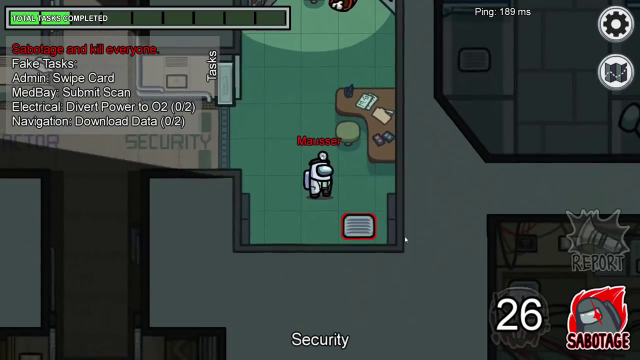 TOTAL TASKS COMPLETED
Ping: 189 ms
Sabotage and kill everyone.
Fake Tasks:
Admin: Swipe Card
MedBay: Submit Scan
Electrical: Divert Power to O2 (0/2)
Navigation: Download Data (0/2)
Tasks
SECURITY
Mausser
REPORT
26
SABOTAGE
Security